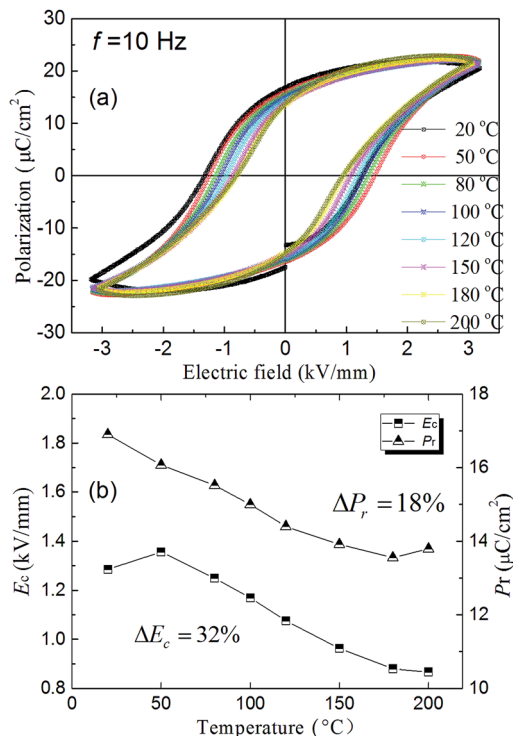 f =10 Hz
(a)
30
20
10
0
-10
-20
-30
Polarization ( μC/cm²)
20 °C
50 °C
80 °C
100 °C
120 °C
150 °C
180 °C
200 °C
-3 -2 -1 0 1 2 3
Electric field (kV/mm)
(b)
2.0
1.8
1.6
1.4
1.2
1.0
0.8
Ec (kV/mm)
Ec
Pr
ΔPr = 18%
ΔEc = 32%
18
16
14
12
10
Pr (μC/cm²)
0 50 100 150 200
Temperature (°C)